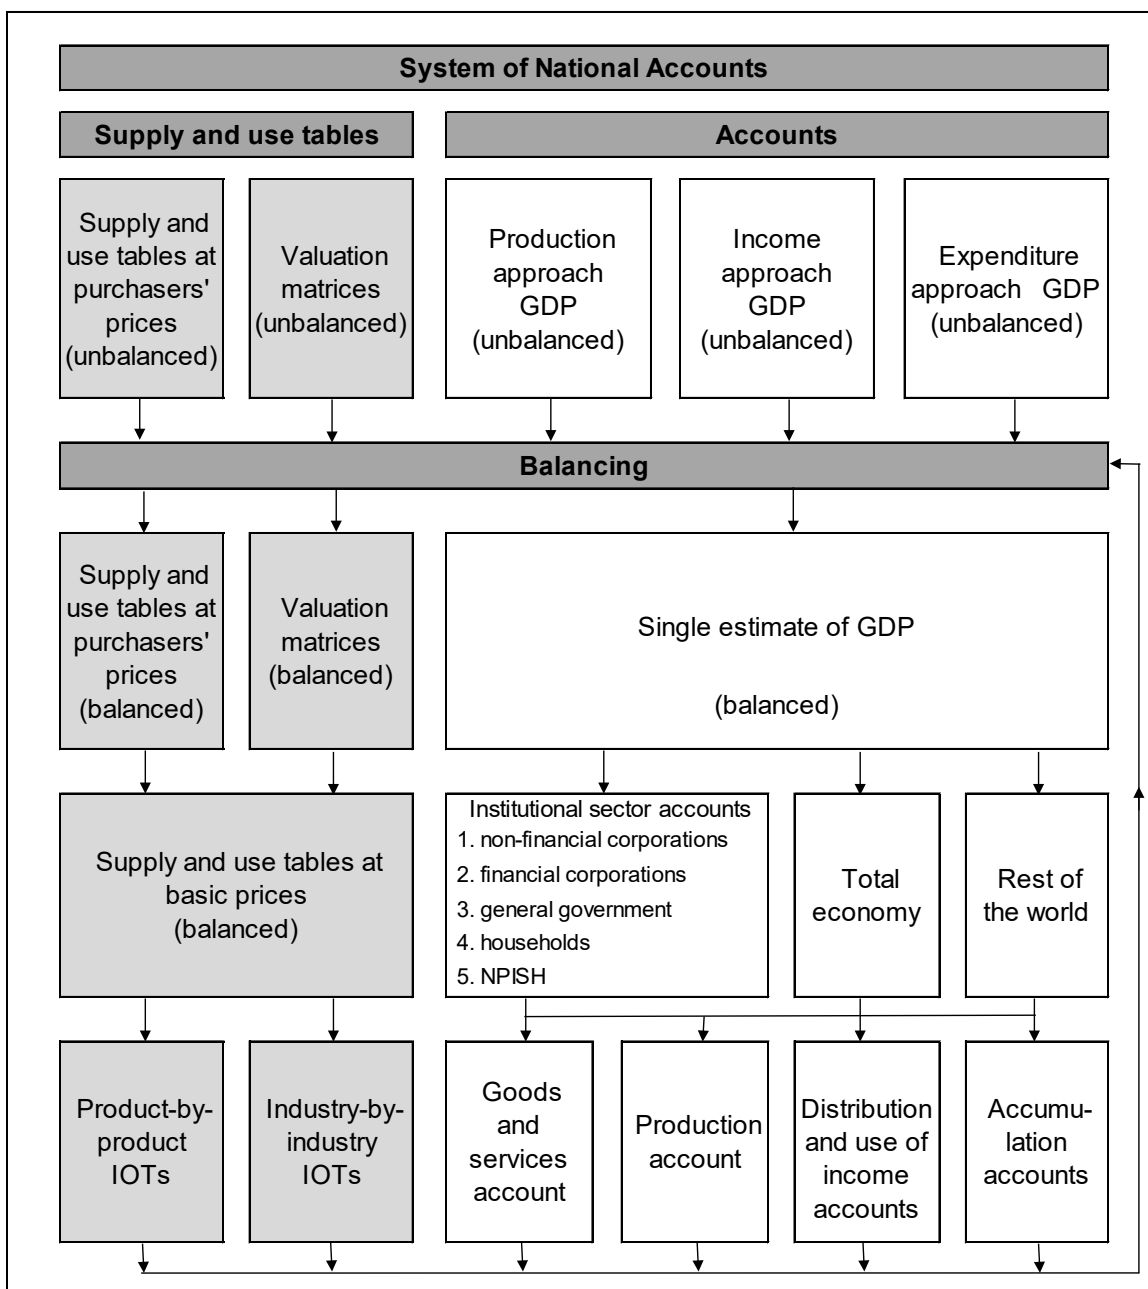 System of National Accounts
Supply and use tables
Accounts
Supply and
use tables at
purchasers'
prices
(unbalanced)
Valuation
matrices
(unbalanced)
Production
approach
GDP
(unbalanced)
Income
approach
GDP
(unbalanced)
Expenditure
approach GDP
(unbalanced)
Balancing
Supply and
use tables at
purchasers'
prices
(balanced)
Valuation
matrices
(balanced)
Single estimate of GDP
(balanced)
Supply and use tables at
basic prices
(balanced)
Institutional sector accounts
1. non-financial corporations
2. financial corporations
3. general government
4. households
5. NPISH
Total
economy
Rest of
the world
Product-by-
product
IOTs
Industry-by-
industry
IOTs
Goods
and
services
account
Production
account
Distribution
and use of
income
accounts
Accumu-
lation
accounts